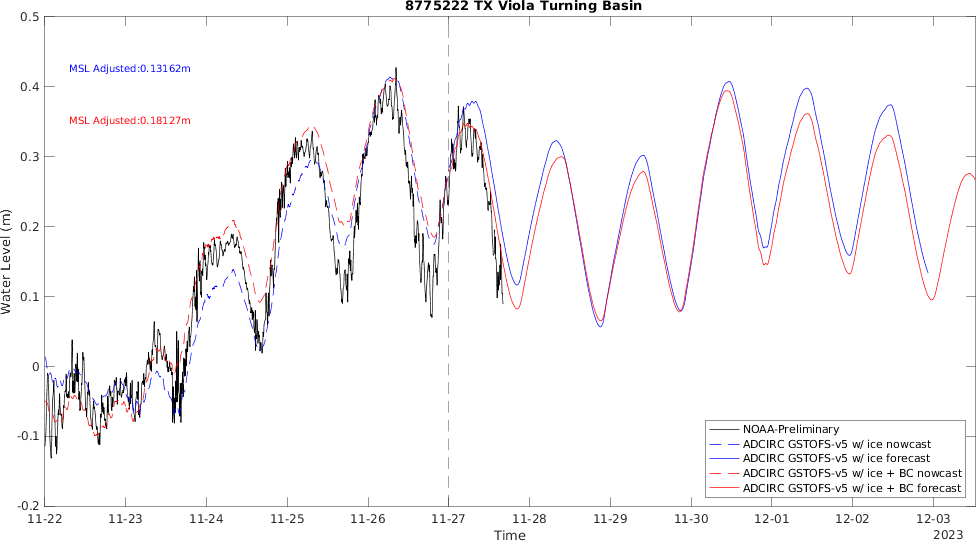 8775222 TX Viola Turning Basin
0.5
0.4
0.3
0.2
0.1
0
-0.1
-0.2
Water Level (m)
MSL Adjusted:0.13162m
MSL Adjusted:0.18127m
NOAA-Preliminary
ADCIRC GSTOFS-v5 w/ ice nowcast
ADCIRC GSTOFS-v5 w/ ice forecast
ADCIRC GSTOFS-v5 w/ ice + BC nowcast
ADCIRC GSTOFS-v5 w/ ice + BC forecast
11-22 11-23 11-24 11-25 11-26 11-27 11-28 11-29 11-30 12-01 12-02 12-03
Time
2023